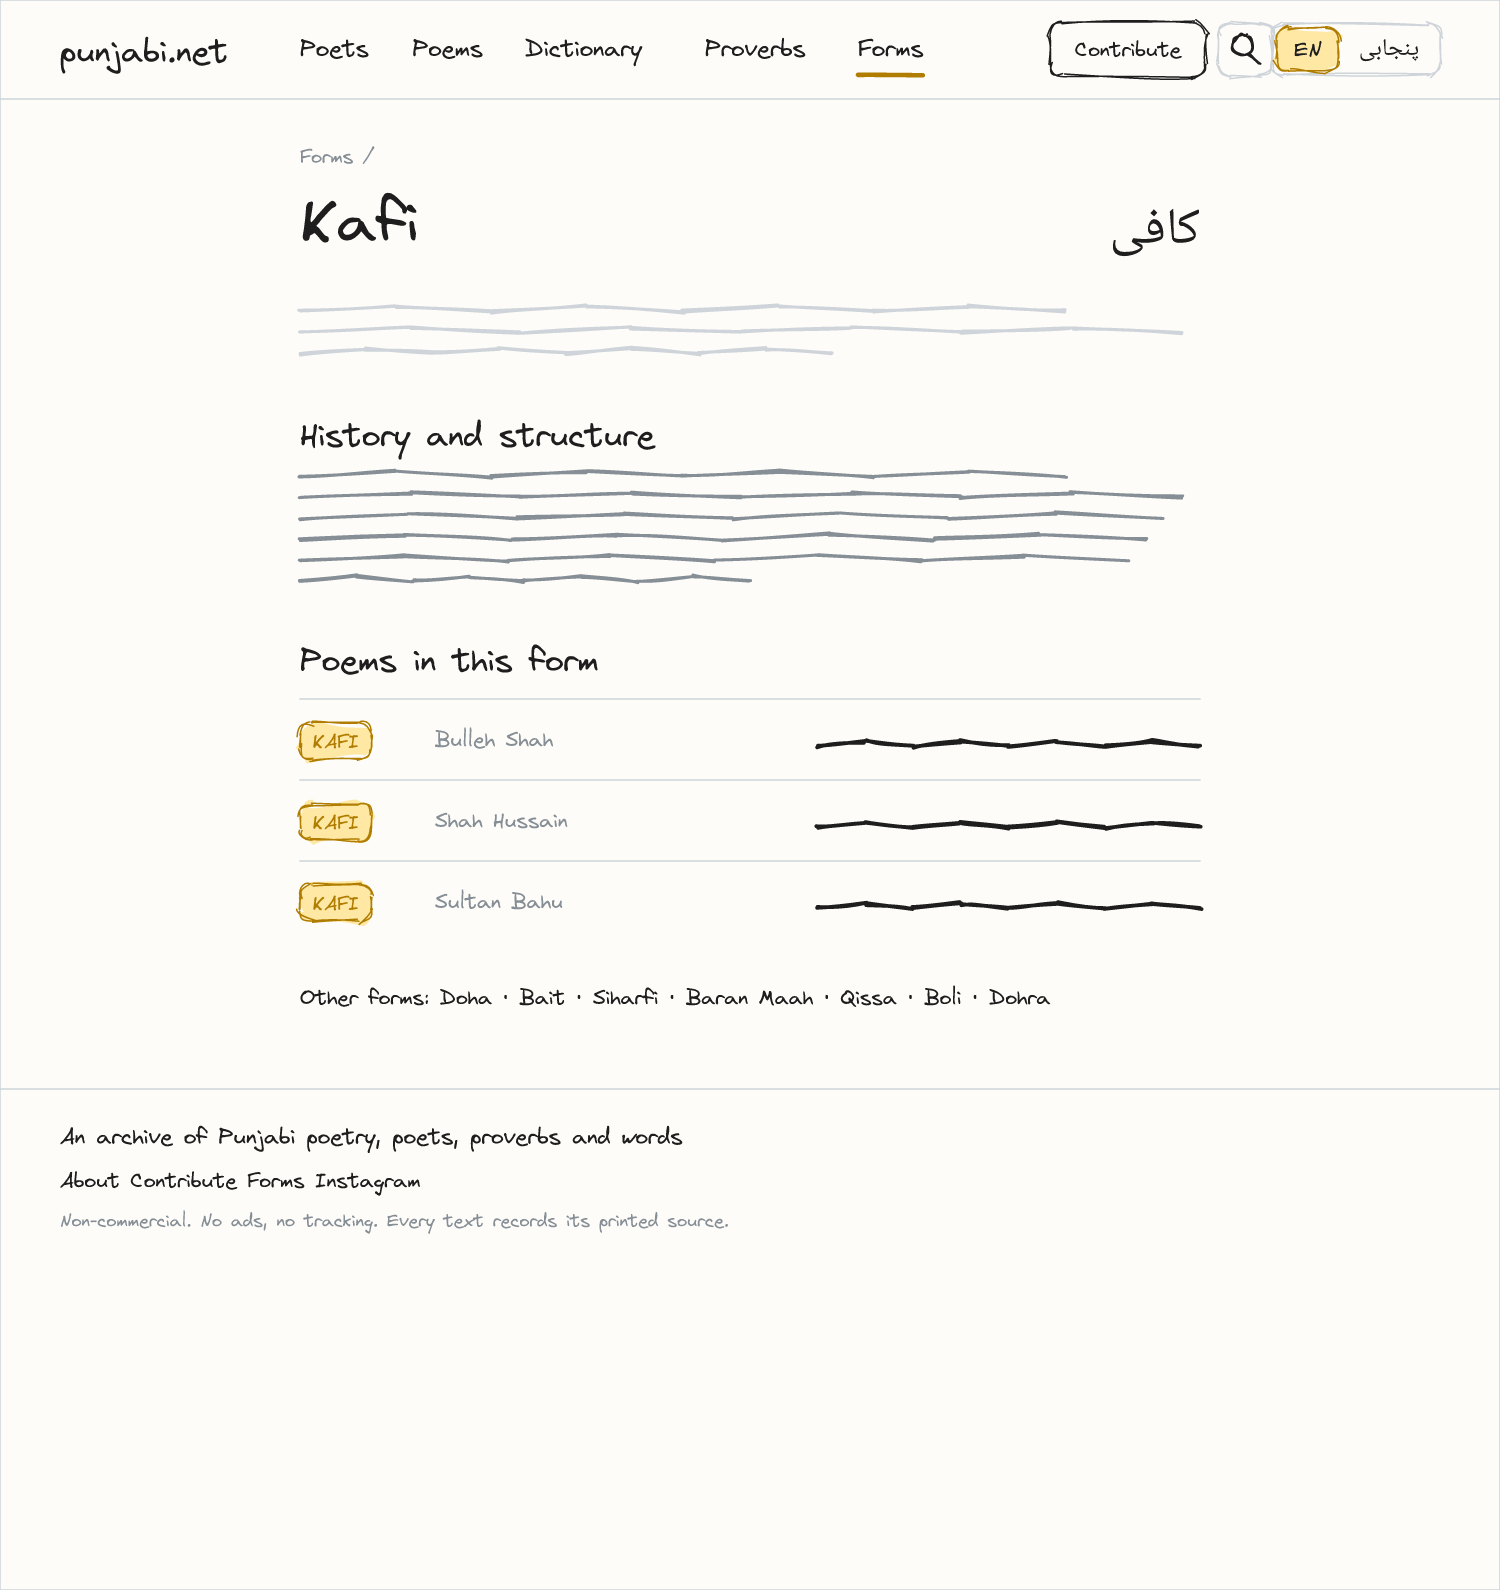 punjabi.net Poets Poems Dictionary Proverbs Forms Contribute EN پنجابی
Forms /
Kafi کافی
History and structure
Poems in this form
KAFI Bulleh Shah
KAFI Shah Hussain
KAFI Sultan Bahu
Other forms: Doha · Bait · Siharfi · Baran Maah · Qissa · Boli · Dohra
An archive of Punjabi poetry, poets, proverbs and words
About Contribute Forms Instagram
Non-commercial. No ads, no tracking. Every text records its printed source.